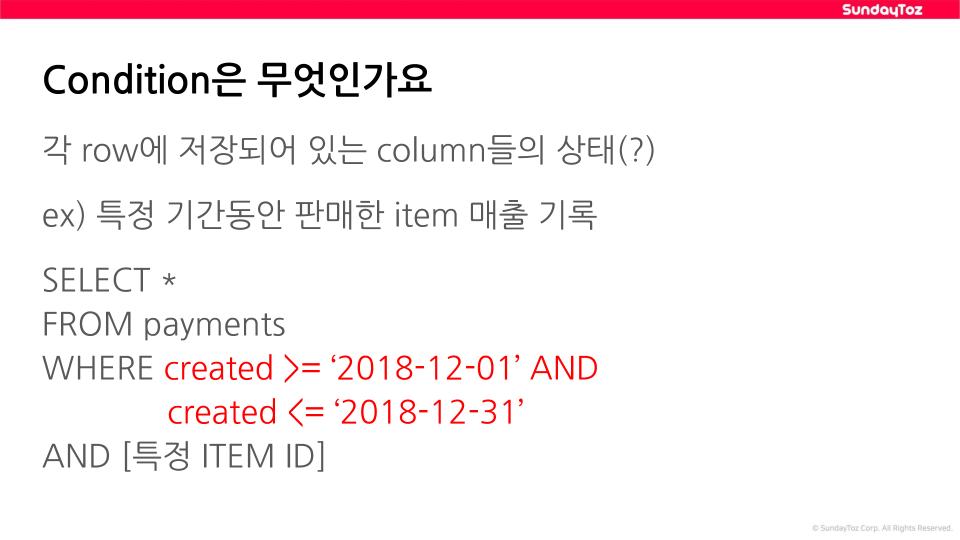 SundayToz
Condition은 무엇인가요
각 row에 저장되어 있는 column들의 상태(?)
ex) 특정 기간동안 판매한 item 매출 기록
SELECT *
FROM payments
WHERE created >= ‘2018-12-01’ AND
created <= ‘2018-12-31’
AND [특정 ITEM ID]
© SundayToz Corp. All Rights Reserved.